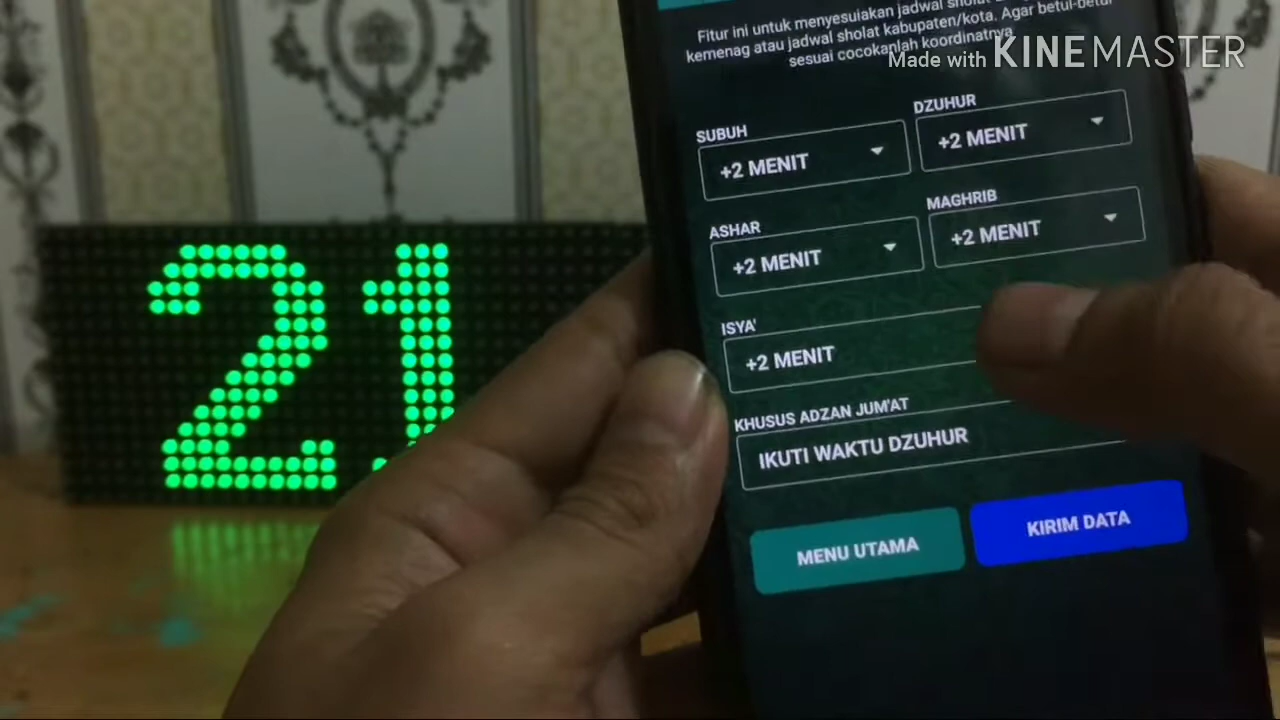 Fitur ini untuk menyesuiakan jadwal sholat
kemenag atau jadwal sholat kabupaten/kota. Agar betul-betul
sesuai cocokanlah koordinatnya
Made with KINEMASTER
SUBUH
DZUHUR
+2 MENIT
+2 MENIT
ASHAR
MAGHRIB
+2 MENIT
+2 MENIT
ISYA'
+2 MENIT
KHUSUS ADZAN JUM'AT
IKUTI WAKTU DZUHUR
MENU UTAMA
KIRIM DATA
21